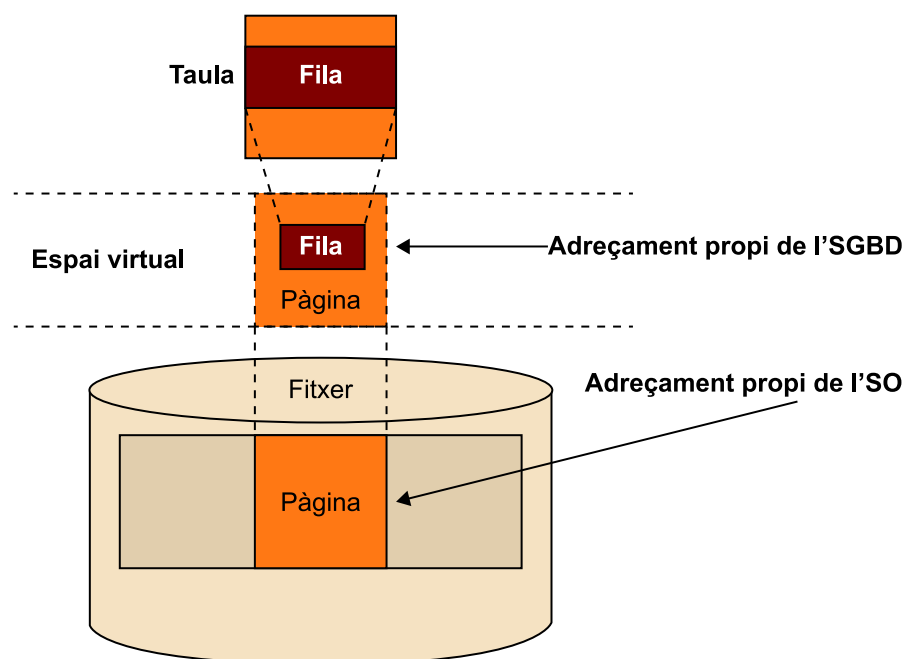 Taula
Fila
Fila
Adreçament propi de l'SGBD
Espai virtual
Pàgina
Fitxer
Adreçament propi de l'SO
Pàgina